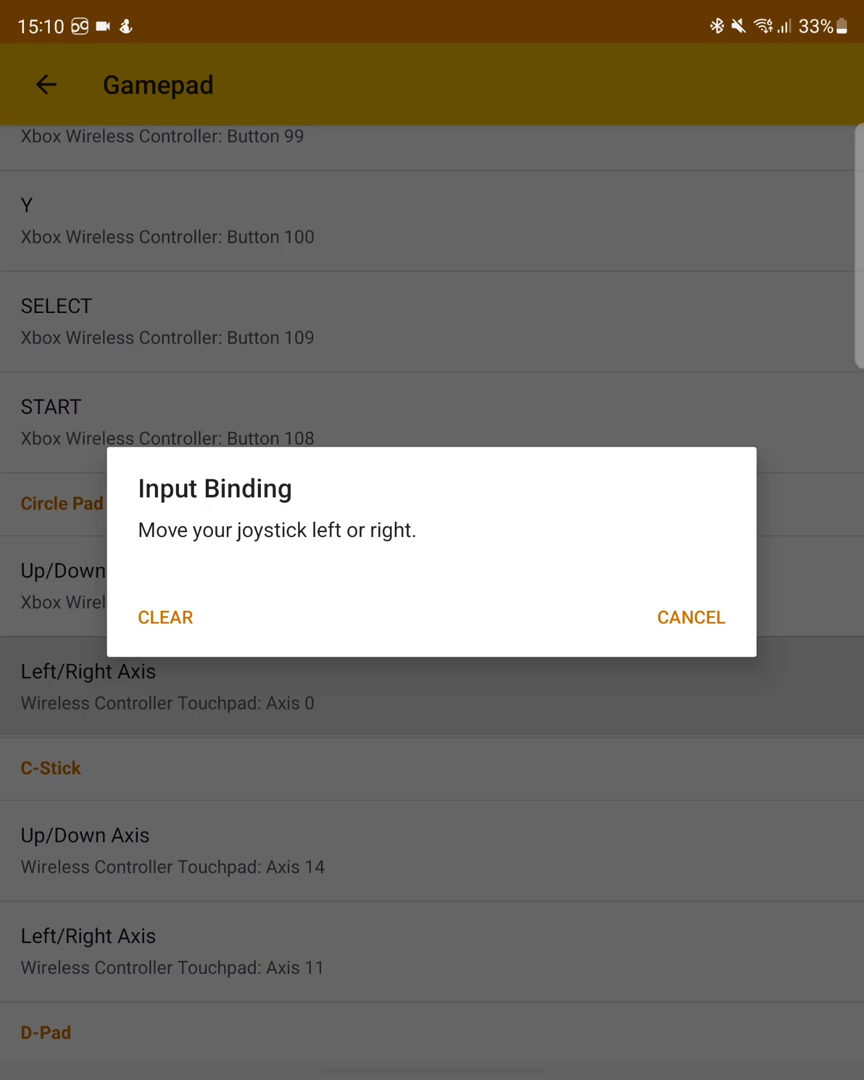 15:10
33%
Gamepad
Xbox Wireless Controller: Button 99
Y
Xbox Wireless Controller: Button 100
SELECT
Xbox Wireless Controller: Button 109
START
Xbox Wireless Controller: Button 108
Circle Pad
Input Binding
Move your joystick left or right.
CLEAR
CANCEL
Up/Down
Xbox Wirel
Left/Right Axis
Wireless Controller Touchpad: Axis 0
C-Stick
Up/Down Axis
Wireless Controller Touchpad: Axis 14
Left/Right Axis
Wireless Controller Touchpad: Axis 11
D-Pad